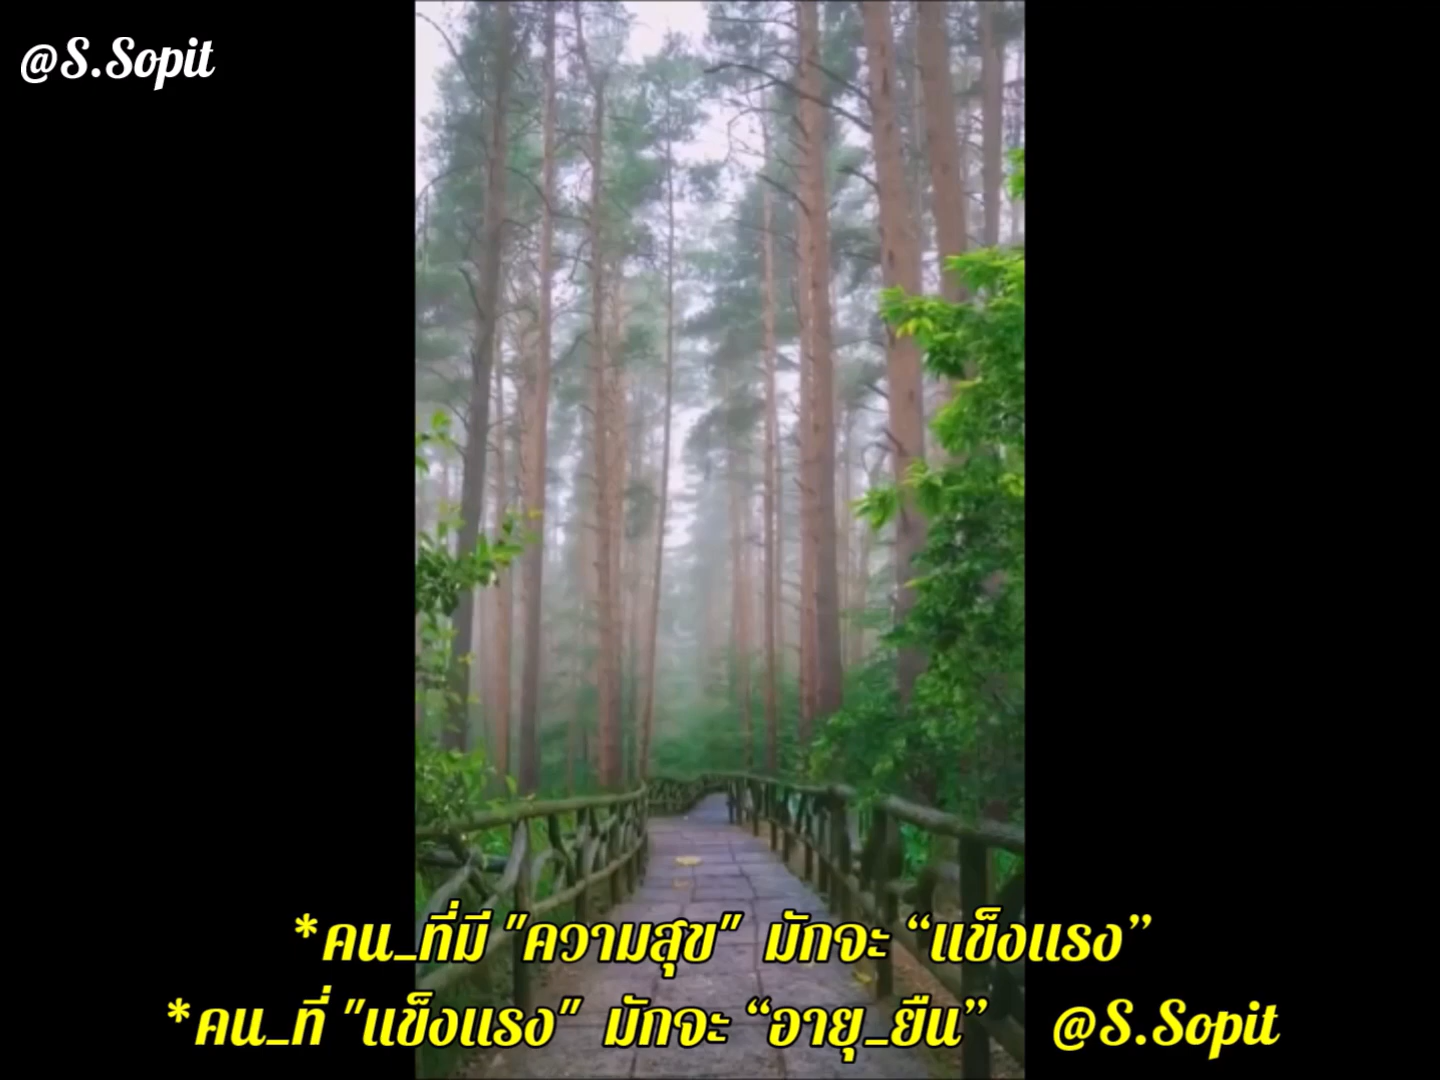 @S.Sopit
*คน_ที่มี "ความสุข" มักจะ “แข็งแรง”
*คน_ที่ "แข็งแรง" มักจะ “อายุ_ยืน” @S.Sopit